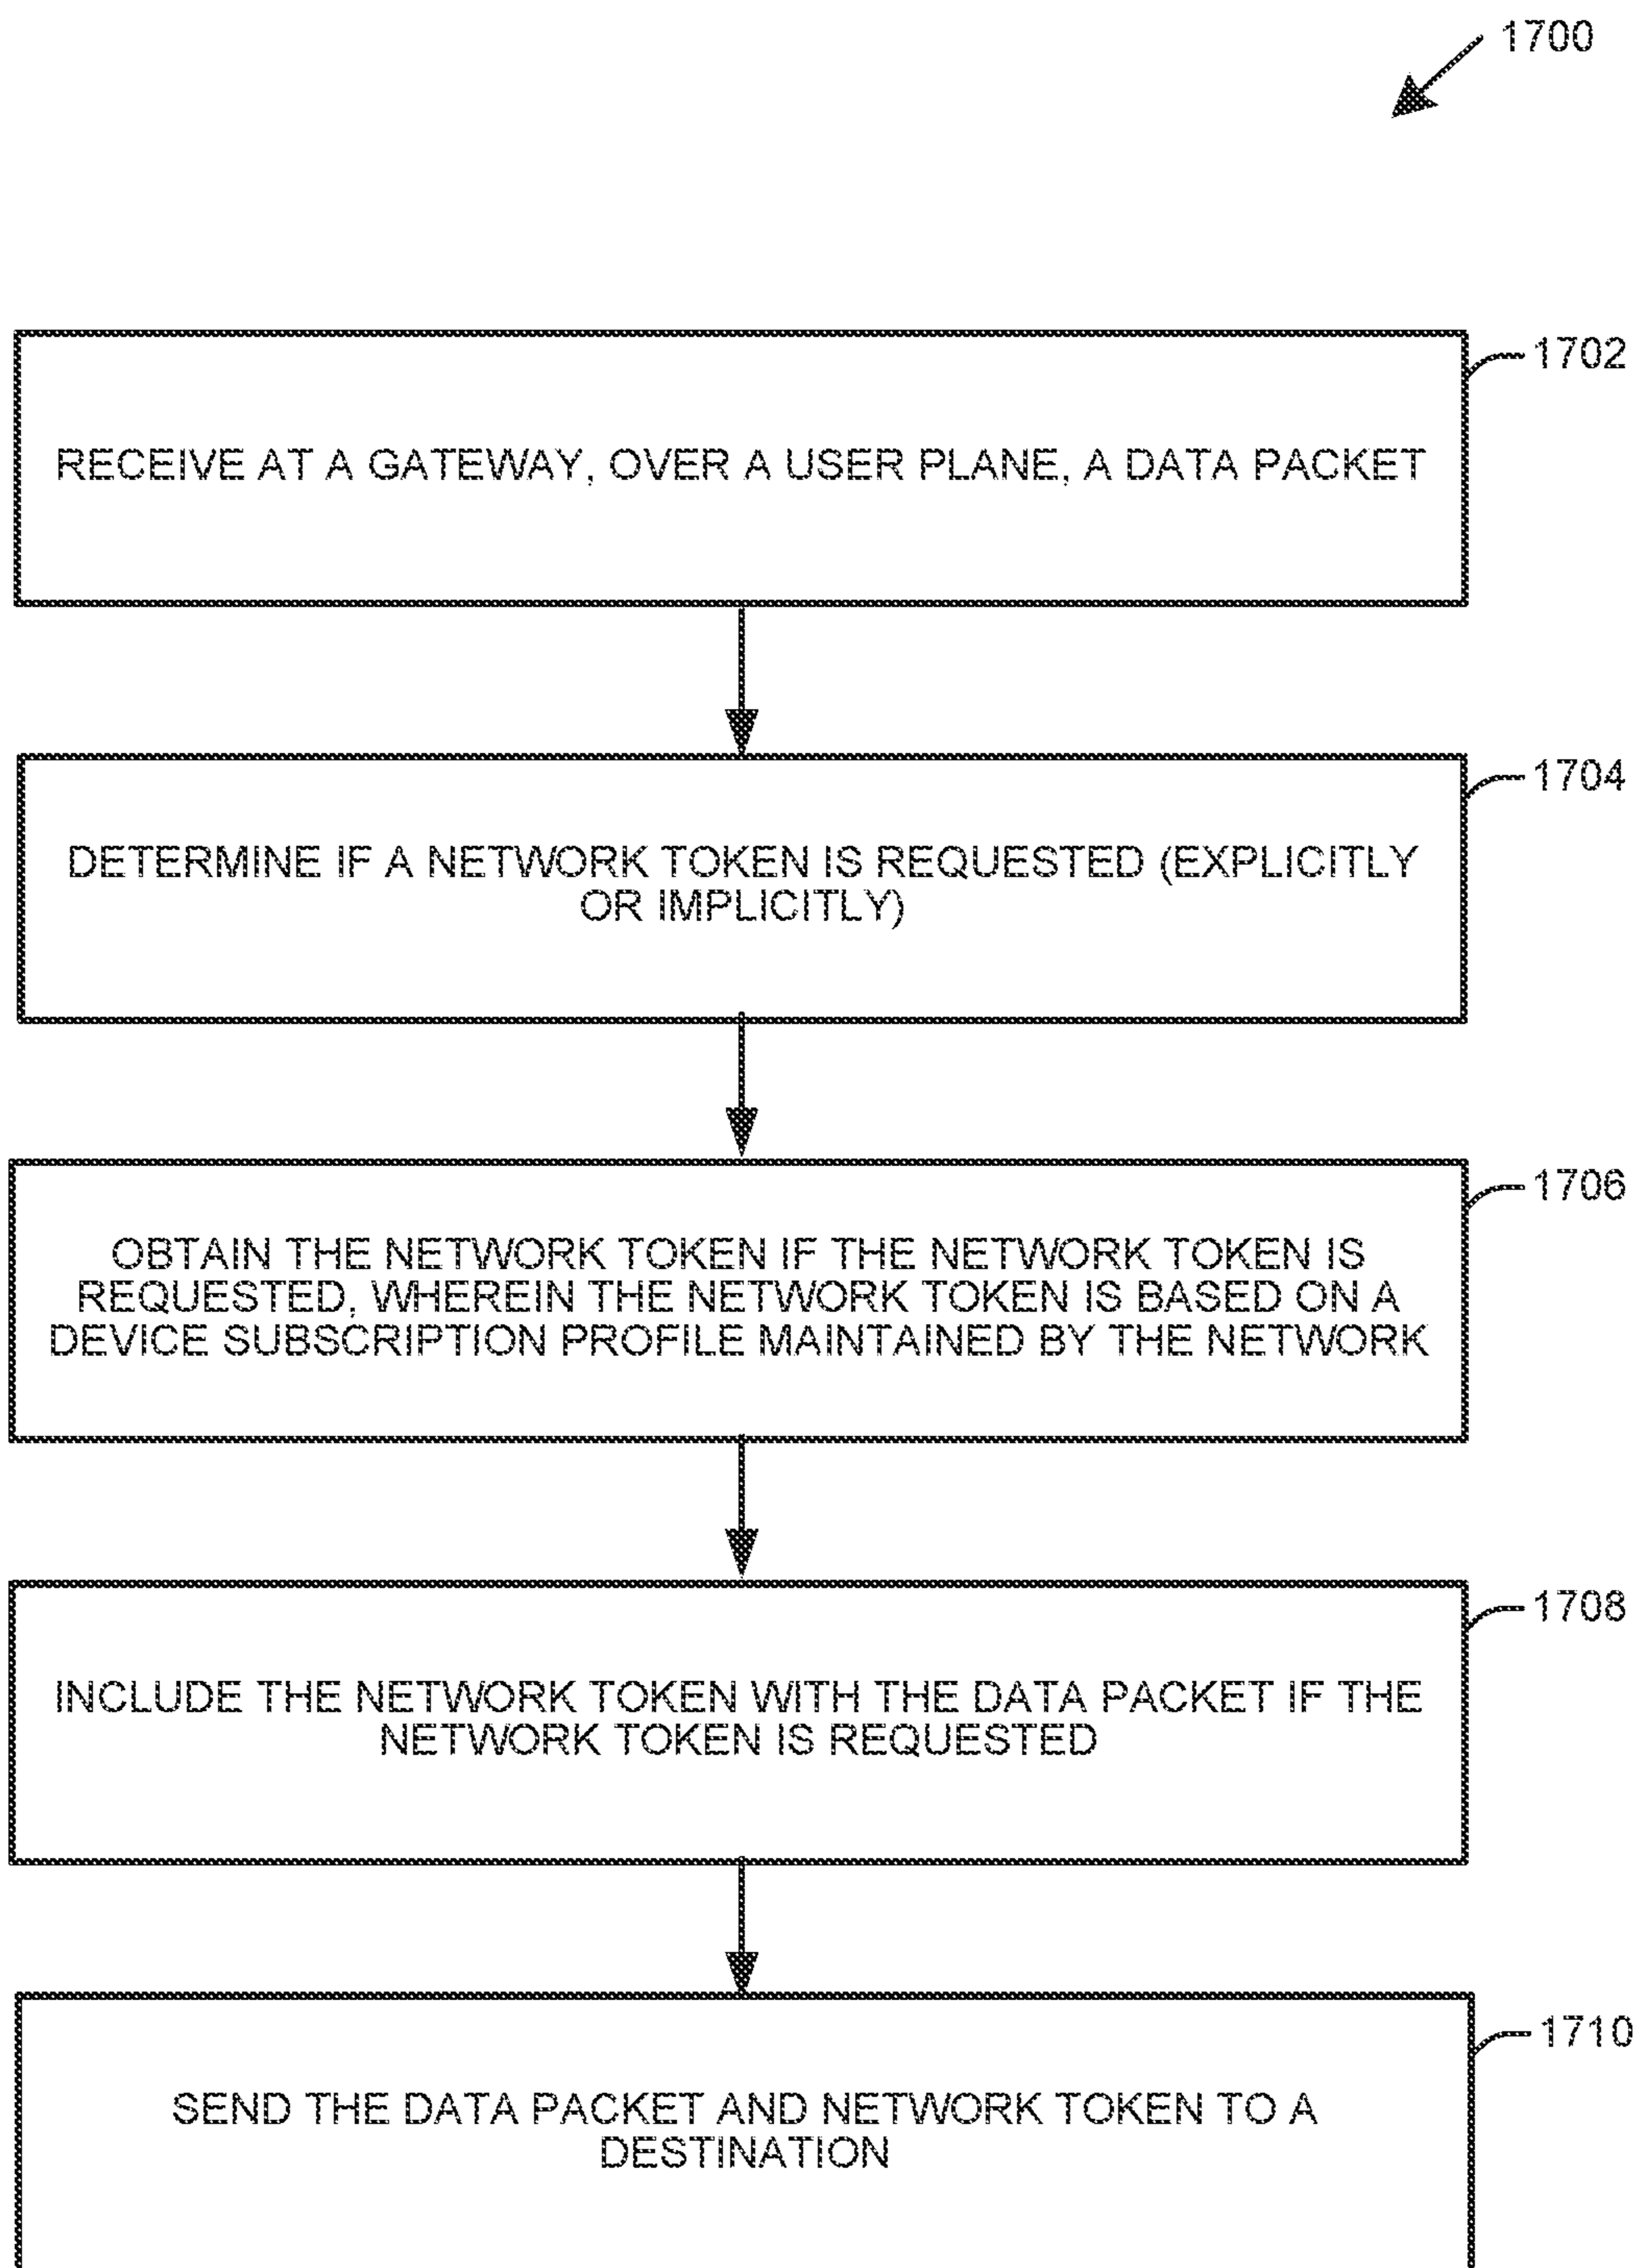 1700
1702
RECEIVE AT A GATEWAY, OVER A USER PLANE, A DATA PACKET
1704
DETERMINE IF A NETWORK TOKEN IS REQUESTED (EXPLICITLY
OR IMPLICITLY)
1706
OBTAIN THE NETWORK TOKEN IF THE NETWORK TOKEN IS
REQUESTED, WHEREIN THE NETWORK TOKEN IS BASED ON A
DEVICE SUBSCRIPTION PROFILE MAINTAINED BY THE NETWORK
1708
INCLUDE THE NETWORK TOKEN WITH THE DATA PACKET IF THE
NETWORK TOKEN IS REQUESTED
1710
SEND THE DATA PACKET AND NETWORK TOKEN TO A
DESTINATION